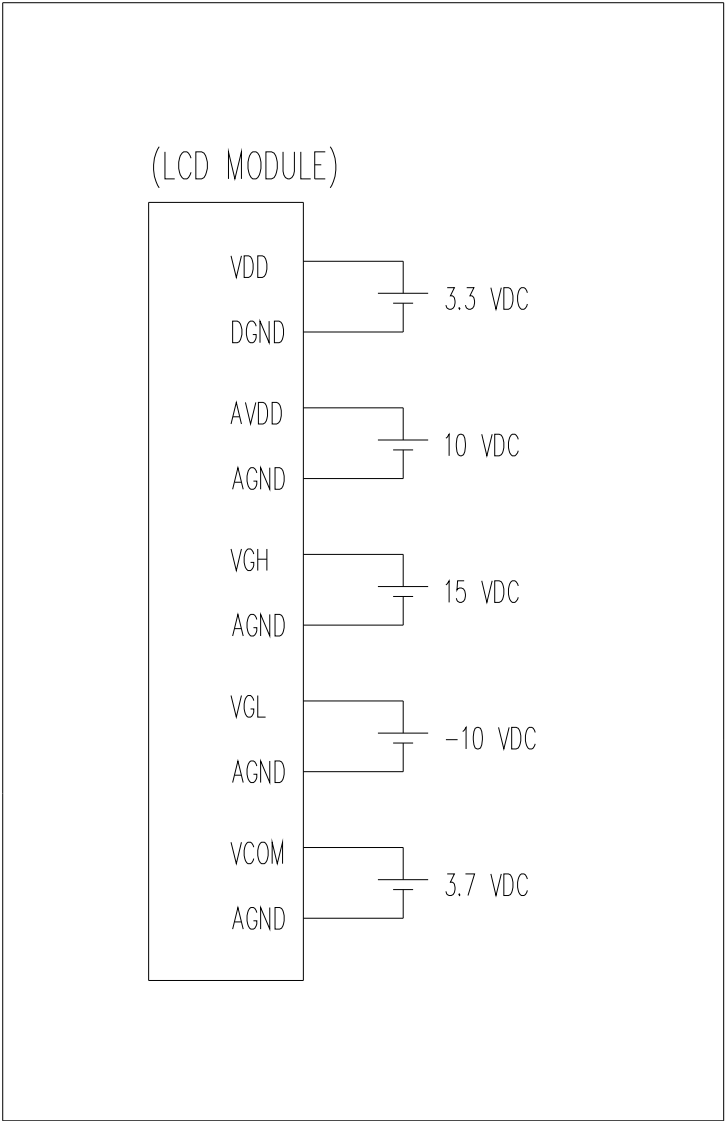 (LCD MODULE)
VDD
3.3 VDC
DGND
AVDD
10 VDC
AGND
VGH
15 VDC
AGND
VGL
-10 VDC
AGND
VCOM
3.7 VDC
AGND